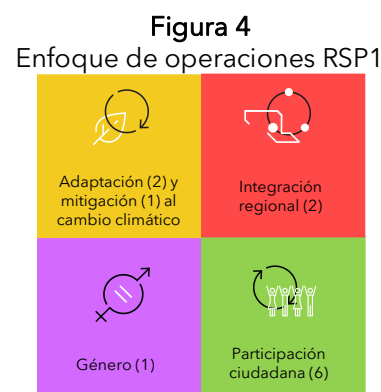 Figura 4
Enfoque de operaciones RSP1
Adaptación (2) y
mitigación (1) al
cambio climático
Integración
regional (2)
Género (1)
Participación
ciudadana (6)